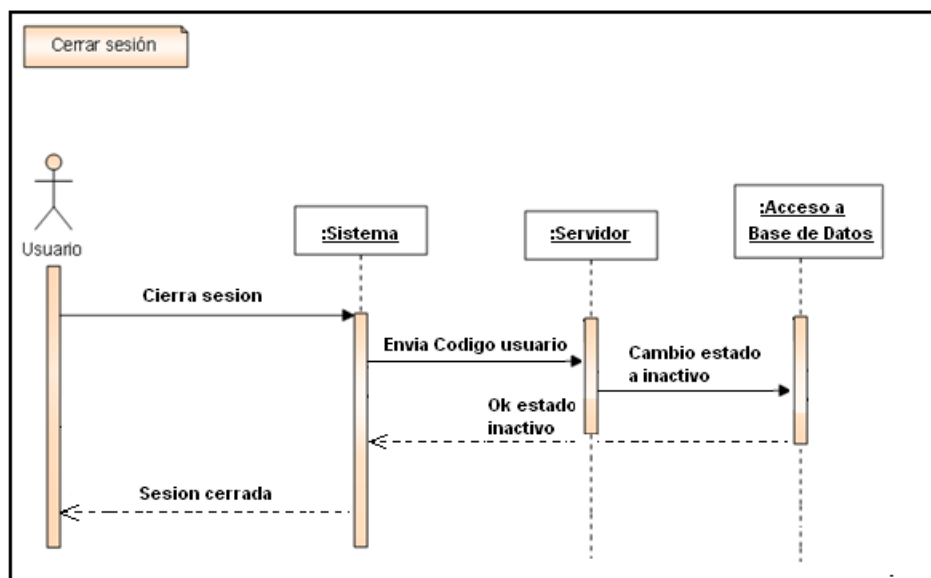 Cerrar sesión
Usuario
:Sistema
:Servidor
:Acceso a
Base de Datos
Cierra sesion
Envia Codigo usuario
Cambio estado
a inactivo
Ok estado
inactivo
Sesion cerrada